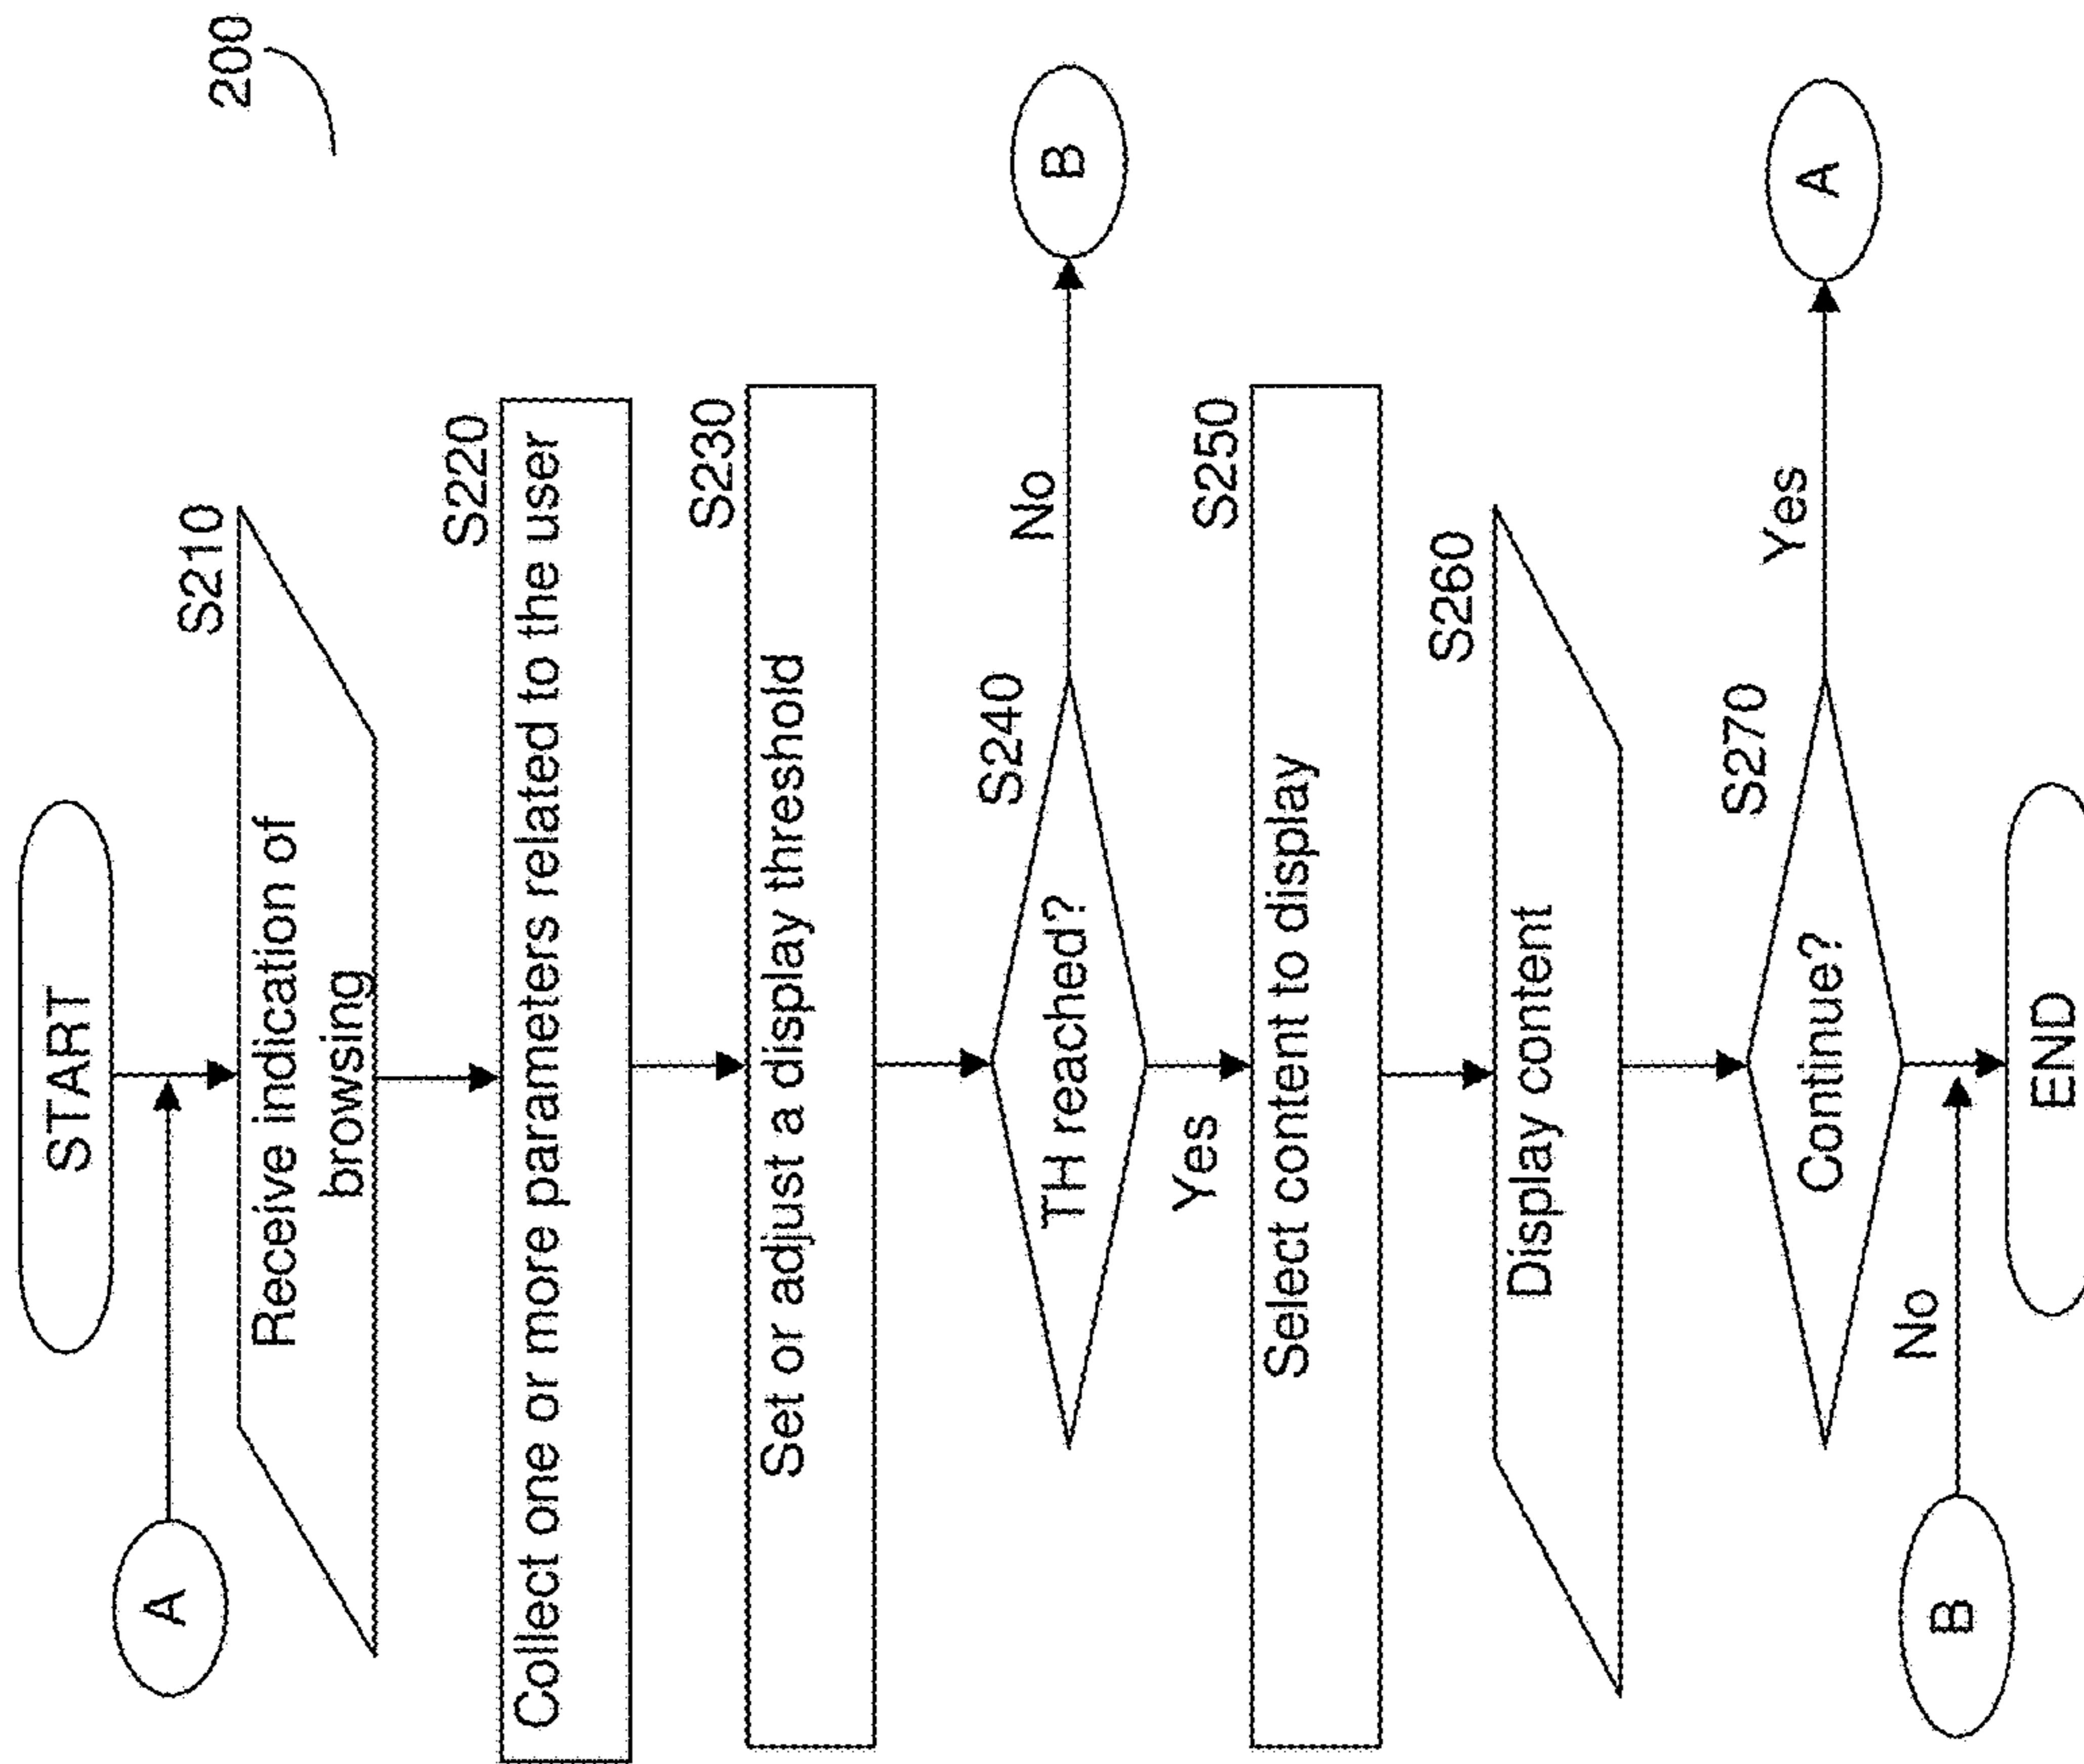 200
START
A
S210
Receive indication of
browsing
S220
Collect one or more parameters related to the user
S230
Set or adjust a display threshold
S240
TH reached?
No
B
Yes
S250
Select content to display
S260
Display content
S270
Continue?
Yes
A
No
B
END